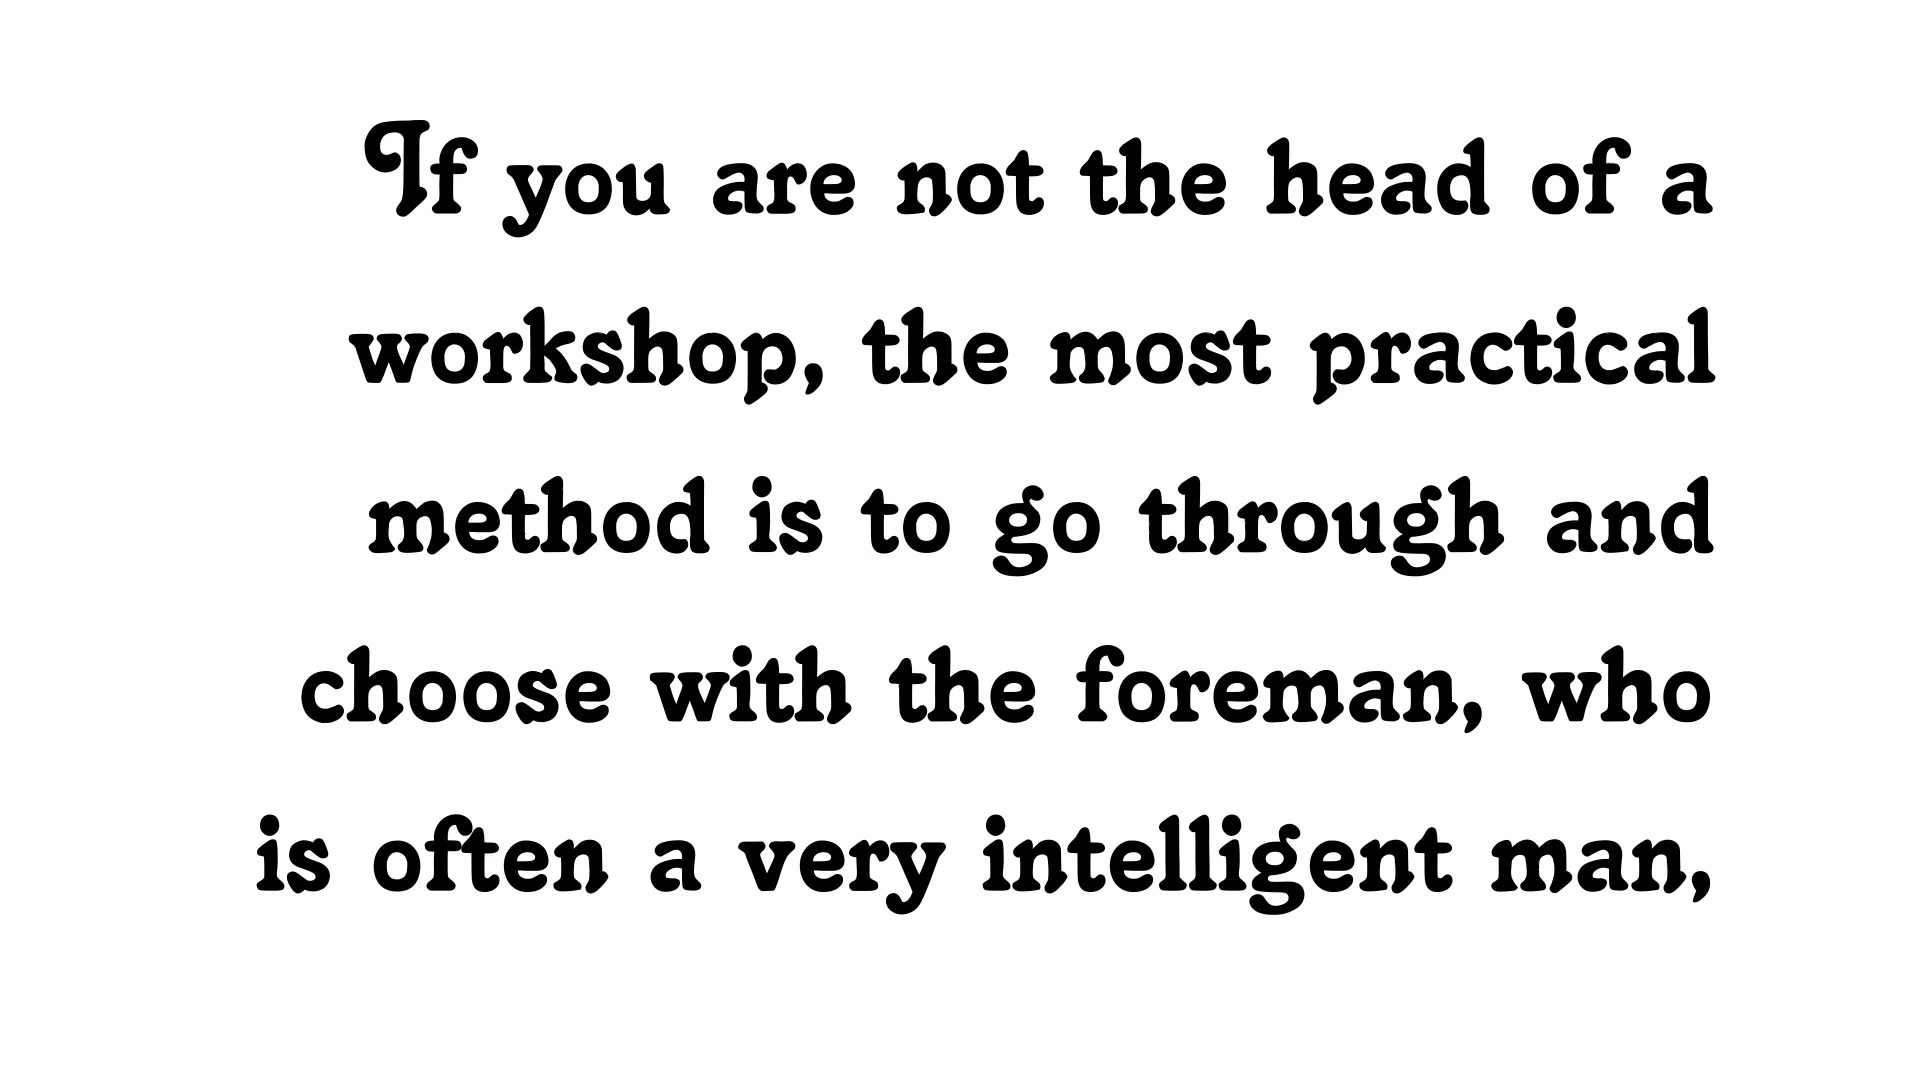 If you are not the head of a
workshop, the most practical
method is to go through and
choose with the foreman, who
is often a very intelligent man,